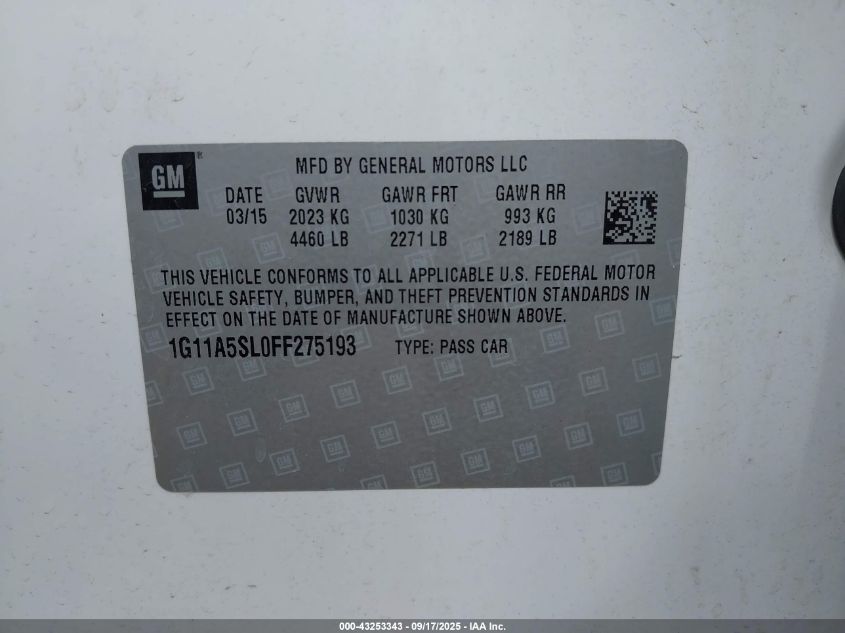 GM
®
MFD BY GENERAL MOTORS LLC
DATE GVWR GAWR FRT GAWR RR
03/15 2023 KG 1030 KG 993 KG
4460 LB 2271 LB 2189 LB
THIS VEHICLE CONFORMS TO ALL APPLICABLE U.S. FEDERAL MOTOR
VEHICLE SAFETY, BUMPER, AND THEFT PREVENTION STANDARDS IN
EFFECT ON THE DATE OF MANUFACTURE SHOWN ABOVE.
1G11A5SL0FF275193 TYPE: PASS CAR
000-43253343 - 09/17/2025 - IAA Inc.